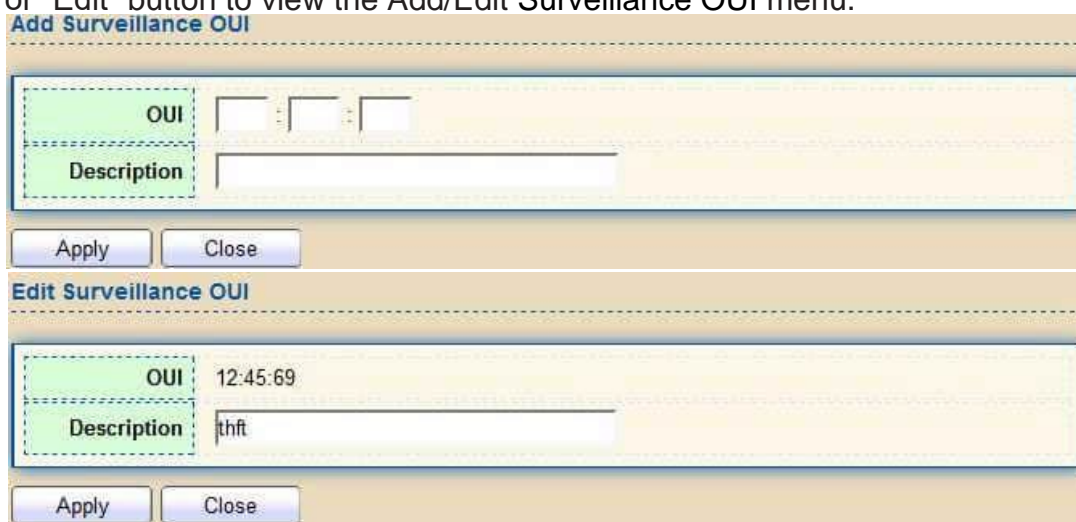 or "Edit" button to view the Add/Edit Surveillance OUI menu.
Add Surveillance OUI
OUI : :
Description
Apply Close
Edit Surveillance OUI
OUI 12:45:69
Description thft
Apply Close